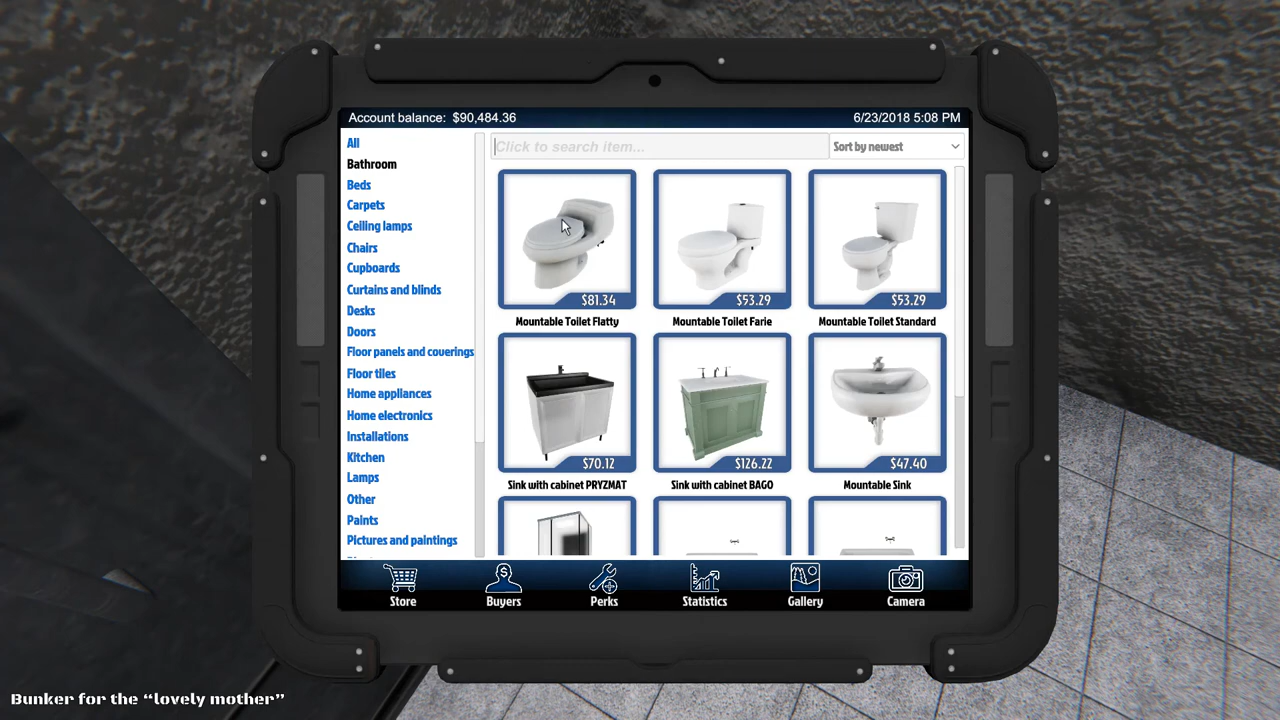 Account balance: $90,484.36
6/23/2018 5:08 PM
All
Bathroom
Beds
Carpets
Ceiling lamps
Chairs
Cupboards
Curtains and blinds
Desks
Doors
Floor panels and coverings
Floor tiles
Home appliances
Home electronics
Installations
Kitchen
Lamps
Other
Paints
Pictures and paintings
Click to search item...
Sort by newest
$81.34
$53.29
$53.29
Mountable Toilet Flatty
Mountable Toilet Farie
Mountable Toilet Standard
$70.12
$126.22
$47.40
Sink with cabinet PRYZMAT
Sink with cabinet BAGO
Mountable Sink
Store
Buyers
Perks
Statistics
Gallery
Camera
Bunker for the “lovely mother”